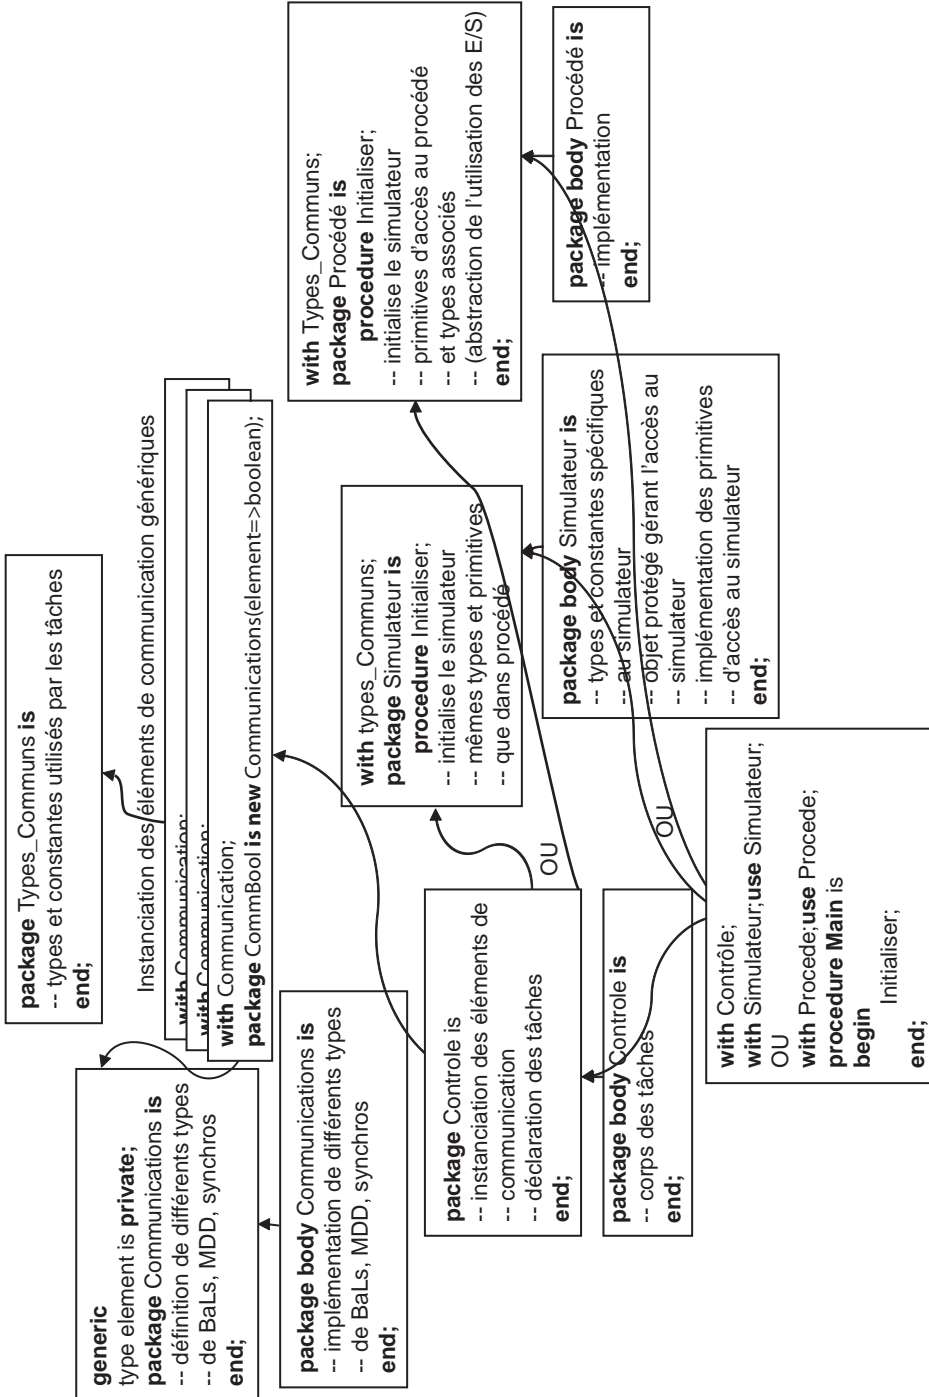 package Types_Communs is
-- types et constantes utilisés par les tâches
end;
Instanciation des éléments de communication génériques
with Communication;
with Communication;
with Communication;
package CommBool is new Communications(element=>boolean);
generic
type element is private;
package Communications is
-- définition de différents types
-- de BaLs, MDD, synchros
end;
package body Communications is
-- implémentation de différents types
-- de BaLs, MDD, synchros
end;
with Types_Communs;
package Procédé is
procedure Initialiser;
-- initialise le simulateur
-- primitives d'accès au procédé
-- et types associés
-- (abstraction de l'utilisation des E/S)
end;
with types_Communs;
package Simulateur is
procedure Initialiser;
-- initialise le simulateur
-- mêmes types et primitives
-- que dans procédé
end;
package Controle is
-- instanciation des éléments de
-- communication
-- déclaration des tâches
end;
OU
package body Procédé is
-- implémentation
end;
package body Simulateur is
-- types et constantes spécifiques
-- au simulateur
-- objet protégé gérant l'accès au
-- simulateur
-- implémentation des primitives
-- d'accès au simulateur
end;
package body Controle is
-- corps des tâches
end;
OU
with Contrôle;
with Simulateur;use Simulateur;
OU
with Procede;use Procede;
procedure Main is
begin
Initialiser;
end;